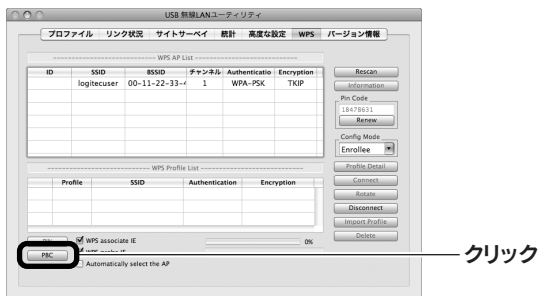 USB 無線LANユーティリティ
プロファイル リンク状況 サイトサーベイ 統計 高度な設定 WPS バージョン情報
WPS AP List
ID SSID BSSID チャンネル Authenticatio Encryption
logitecuser 00-11-22-33-4 1 WPA-PSK TKIP
Rescan
Information
Pin Code
18478631
Renew
Config Mode
Enrollee
WPS Profile List
Profile SSID Authentication Encryption
Profile Detail
Connect
Rotate
Disconnect
Import Profile
Delete
WPS associate IE
0%
PBC
Automatically select the AP
クリック